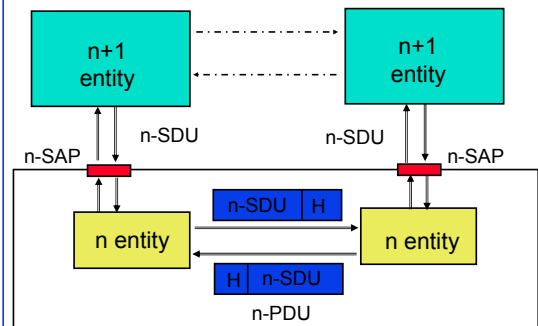 n+1
entity
n+1
entity
n-SDU
n-SDU
n-SAP
n-SAP
n-SDU H
n entity
n entity
H n-SDU
n-PDU